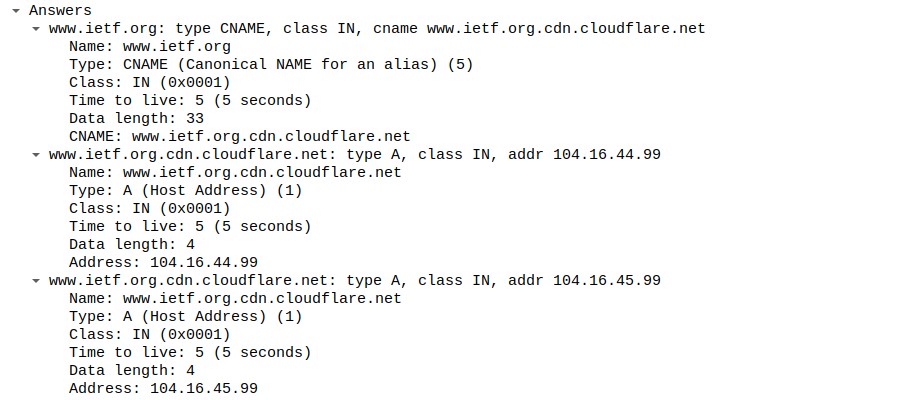 Answers
www.ietf.org: type CNAME, class IN, cname www.ietf.org.cdn.cloudflare.net
Name: www.ietf.org
Type: CNAME (Canonical NAME for an alias) (5)
Class: IN (0x0001)
Time to live: 5 (5 seconds)
Data length: 33
CNAME: www.ietf.org.cdn.cloudflare.net
www.ietf.org.cdn.cloudflare.net: type A, class IN, addr 104.16.44.99
Name: www.ietf.org.cdn.cloudflare.net
Type: A (Host Address) (1)
Class: IN (0x0001)
Time to live: 5 (5 seconds)
Data length: 4
Address: 104.16.44.99
www.ietf.org.cdn.cloudflare.net: type A, class IN, addr 104.16.45.99
Name: www.ietf.org.cdn.cloudflare.net
Type: A (Host Address) (1)
Class: IN (0x0001)
Time to live: 5 (5 seconds)
Data length: 4
Address: 104.16.45.99